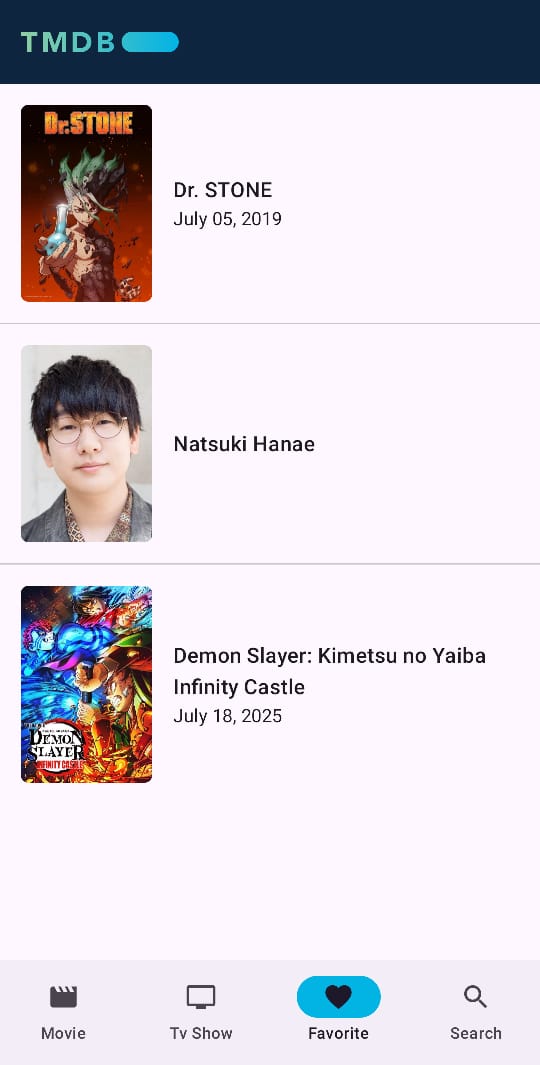 TMDB
Dr.STONE
Dr. STONE
July 05, 2019
Natsuki Hanae
Demon Slayer: Kimetsu no Yaiba
Infinity Castle
July 18, 2025
DEMON
SLAYER
INFINITY CASTLE
Movie
Tv Show
Favorite
Search